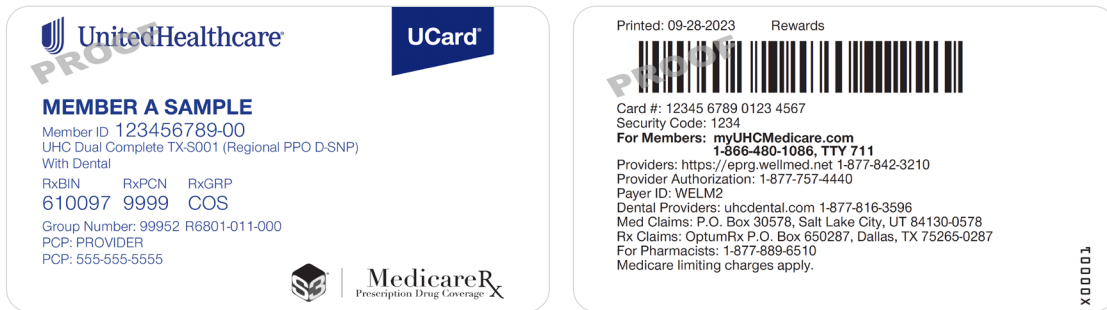 UnitedHealthcare®
UCard®
PROOF
MEMBER A SAMPLE
Member ID 123456789-00
UHC Dual Complete TX-S001 (Regional PPO D-SNP)
With Dental
RxBIN RxPCN RxGRP
610097 9999 COS
Group Number: 99952 R6801-011-000
PCP: PROVIDER
PCP: 555-555-5555
S3
MedicareRx
Prescription Drug Coverage
Printed: 09-28-2023 Rewards
PROOF
Card #: 12345 6789 0123 4567
Security Code: 1234
For Members: myUHCMedicare.com
1-866-480-1086, TTY 711
Providers: https://eprg.wellmed.net 1-877-842-3210
Provider Authorization: 1-877-757-4440
Payer ID: WELM2
Dental Providers: uhcdental.com 1-877-816-3596
Med Claims: P.O. Box 30578, Salt Lake City, UT 84130-0578
Rx Claims: OptumRx P.O. Box 650287, Dallas, TX 75265-0287
For Pharmacists: 1-877-889-6510
Medicare limiting charges apply.
X00001